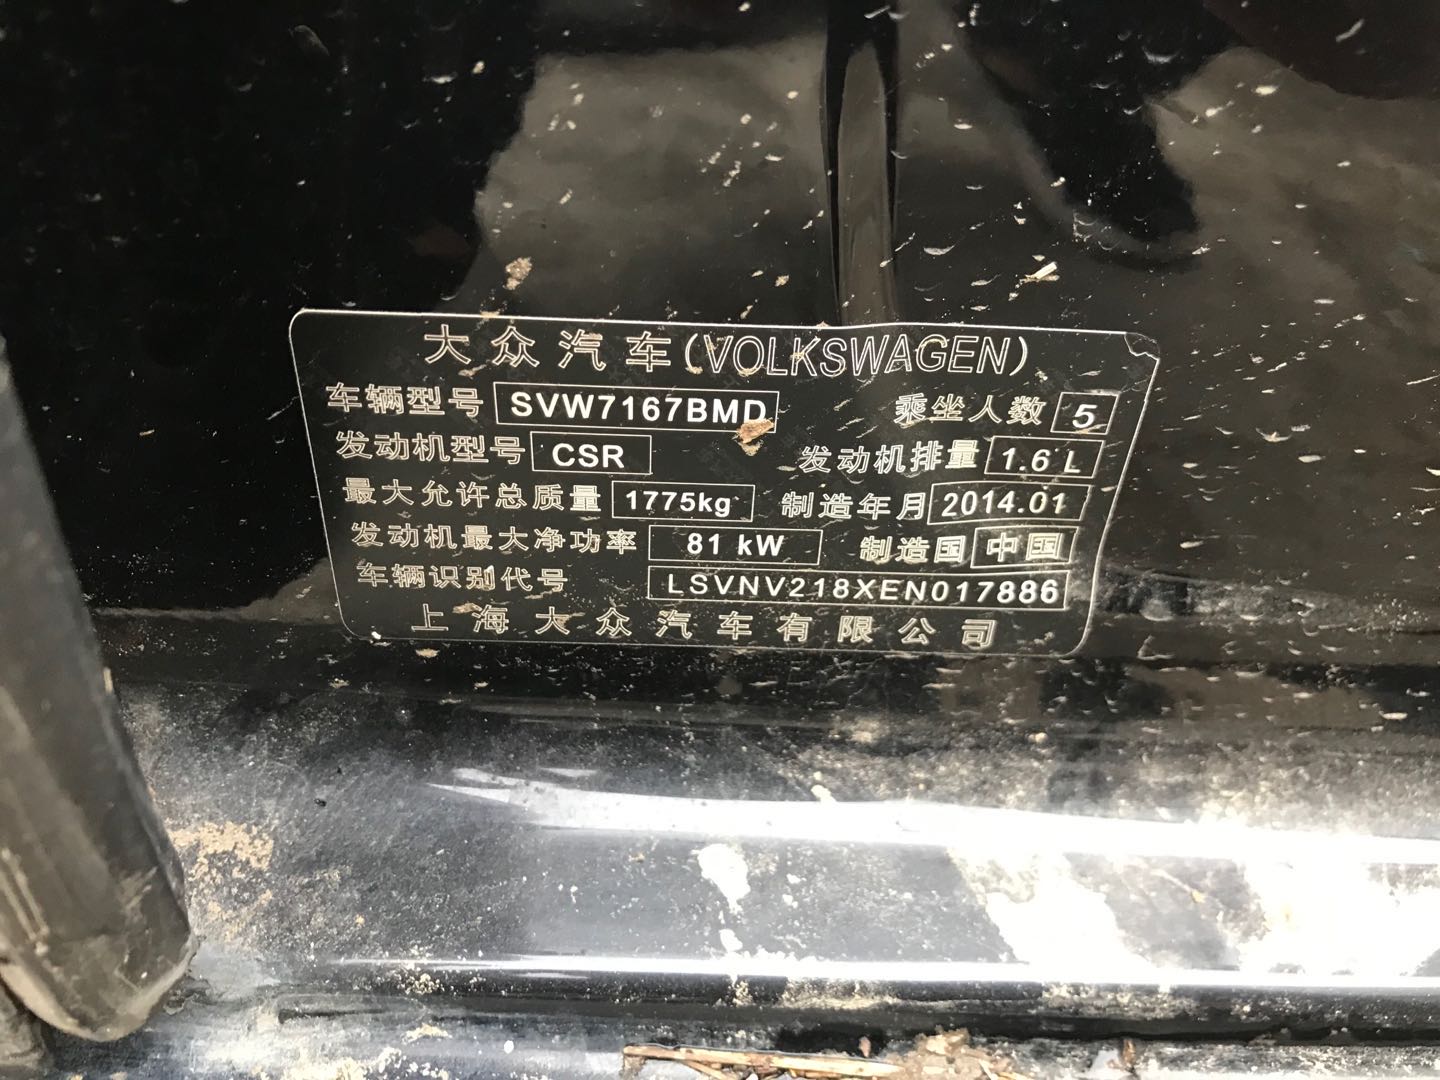 大众汽车(VOLKSWAGEN)
车辆型号 SVW7167BMD 乘坐人数 5
发动机型号 CSR 发动机排量 1.6 L
最大允许总质量 1775kg 制造年月 2014.01
发动机最大净功率 81 kW 制造国 中国
车辆识别代号 LSVNV218XEN017886
上海大众汽车有限公司